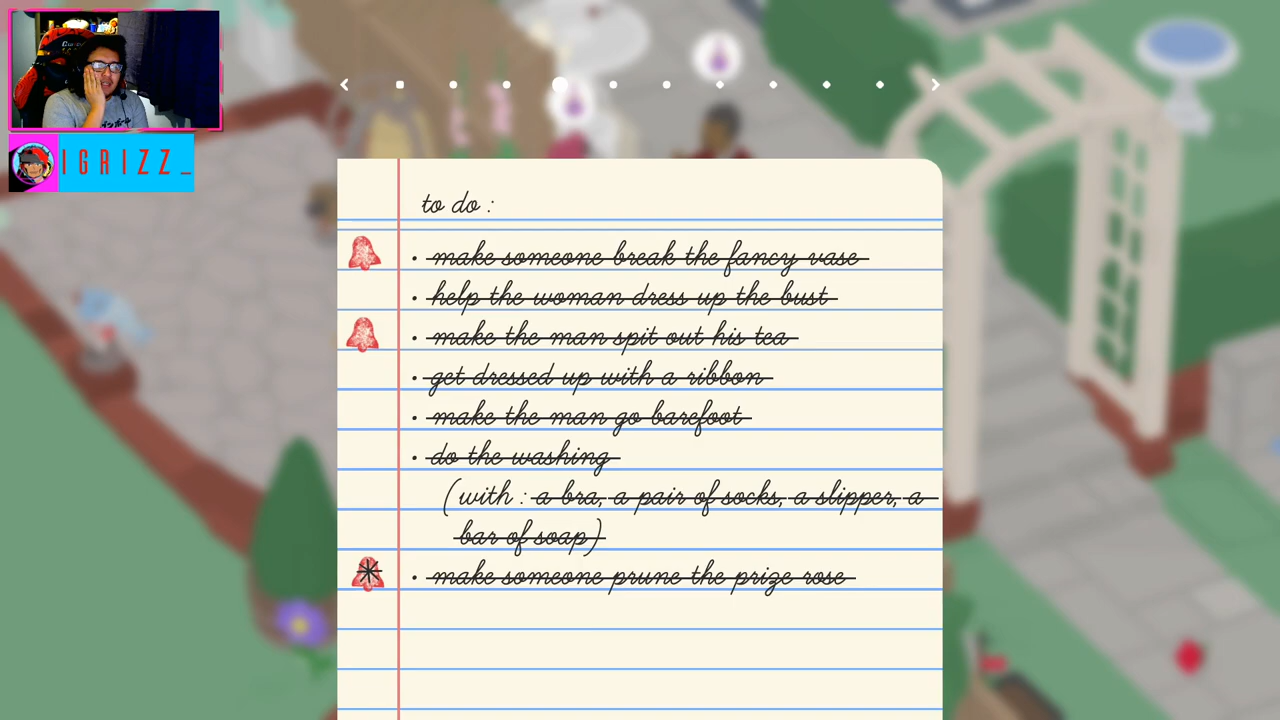 IGRIZZ_
to do :
• make someone break the fancy vase
• help the woman dress up the bust
• make the man spit out his tea
• get dressed up with a ribbon
• make the man go barefoot
• do the washing
(with : a bra, a pair of socks, a slipper, a
bar of soap)
• make someone prune the prize rose